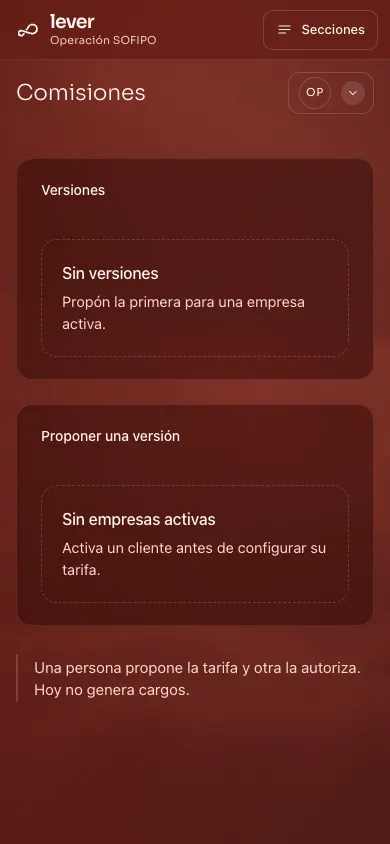 lever
Operación SOFIPO
Secciones
Comisiones
OP
Versiones
Sin versiones
Propón la primera para una empresa
activa.
Proponer una versión
Sin empresas activas
Activa un cliente antes de configurar su
tarifa.
Una persona propone la tarifa y otra la autoriza.
Hoy no genera cargos.